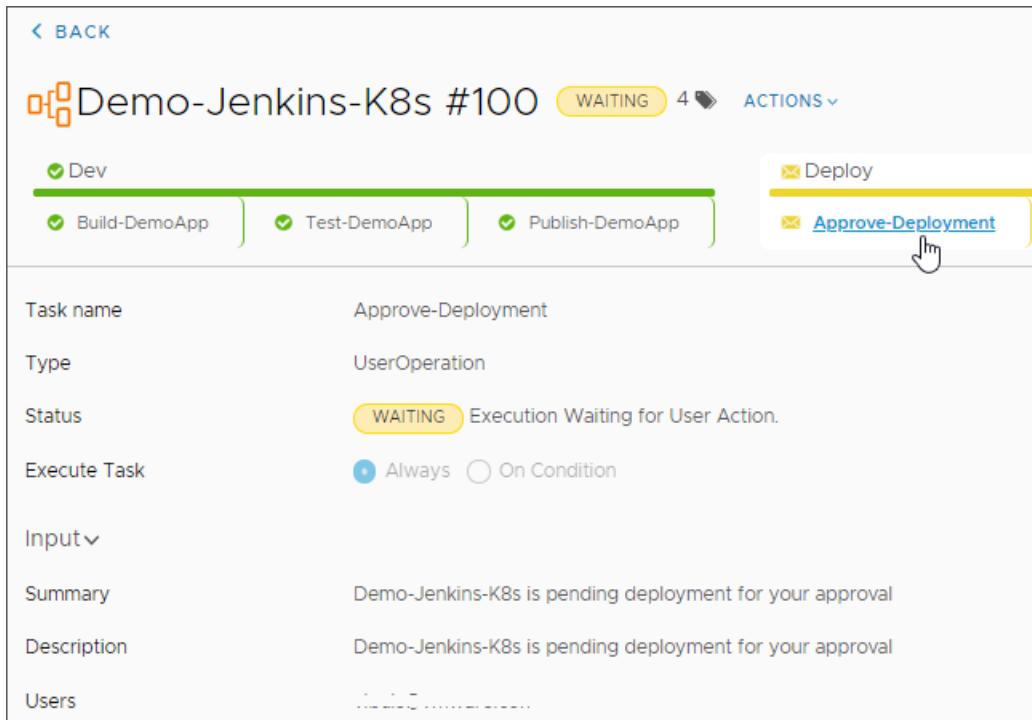 BACK
Demo-Jenkins-K8s #100 WAITING 4 ACTIONS
Dev Deploy
Build-DemoApp Test-DemoApp Publish-DemoApp Approve-Deployment
Task name Approve-Deployment
Type UserOperation
Status WAITING Execution Waiting for User Action.
Execute Task Always On Condition
Input
Summary Demo-Jenkins-K8s is pending deployment for your approval
Description Demo-Jenkins-K8s is pending deployment for your approval
Users